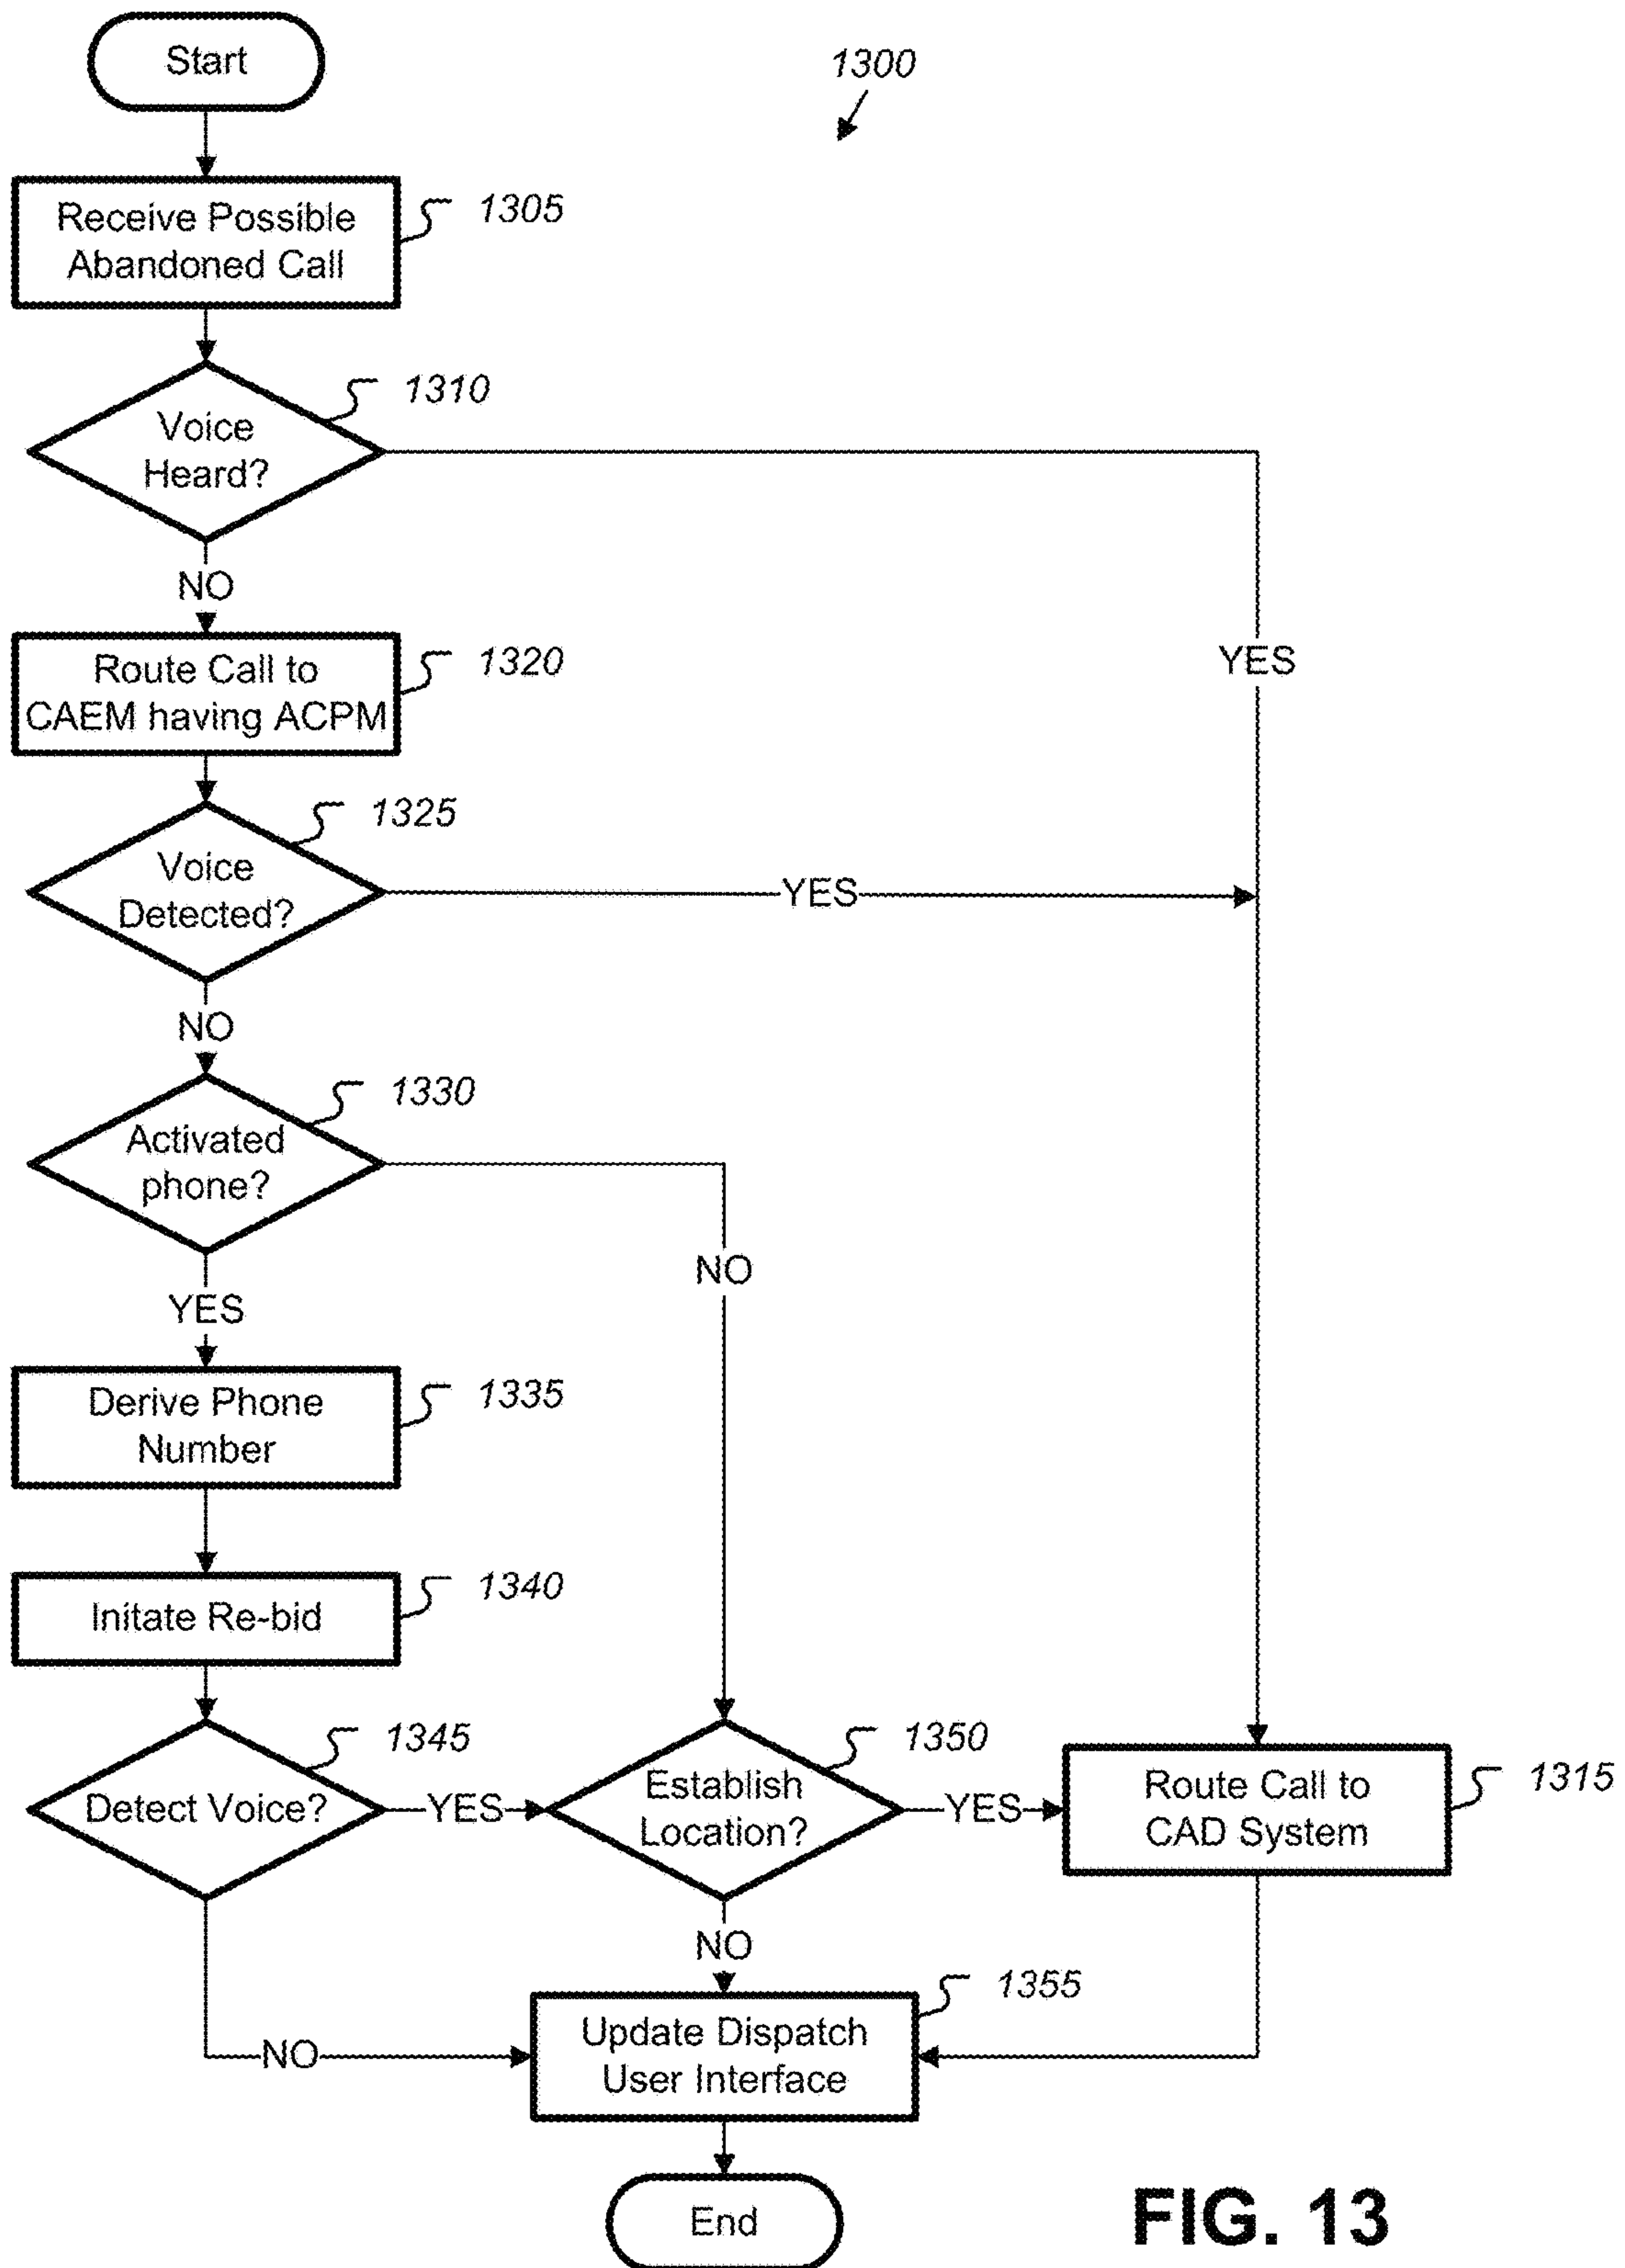 Start
1300
Receive Possible
Abandoned Call
1305
1310
Voice
Heard?
NO
YES
Route Call to
CAEM having ACPM
1320
1325
Voice
Detected?
YES
NO
1330
Activated
phone?
NO
YES
Derive Phone
Number
1335
Initate Re-bid
1340
1345
Detect Voice?
YES
1350
Establish
Location?
YES
Route Call to
CAD System
1315
NO
1355
NO
Update Dispatch
User Interface
End
FIG. 13